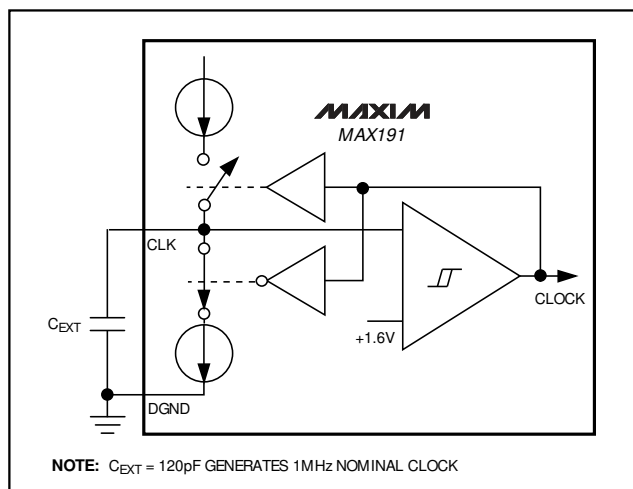 MAXIM
MAX191
CLK
CLOCK
+1.6V
CEXT
DGND
NOTE: CEXT = 120pF GENERATES 1MHz NOMINAL CLOCK